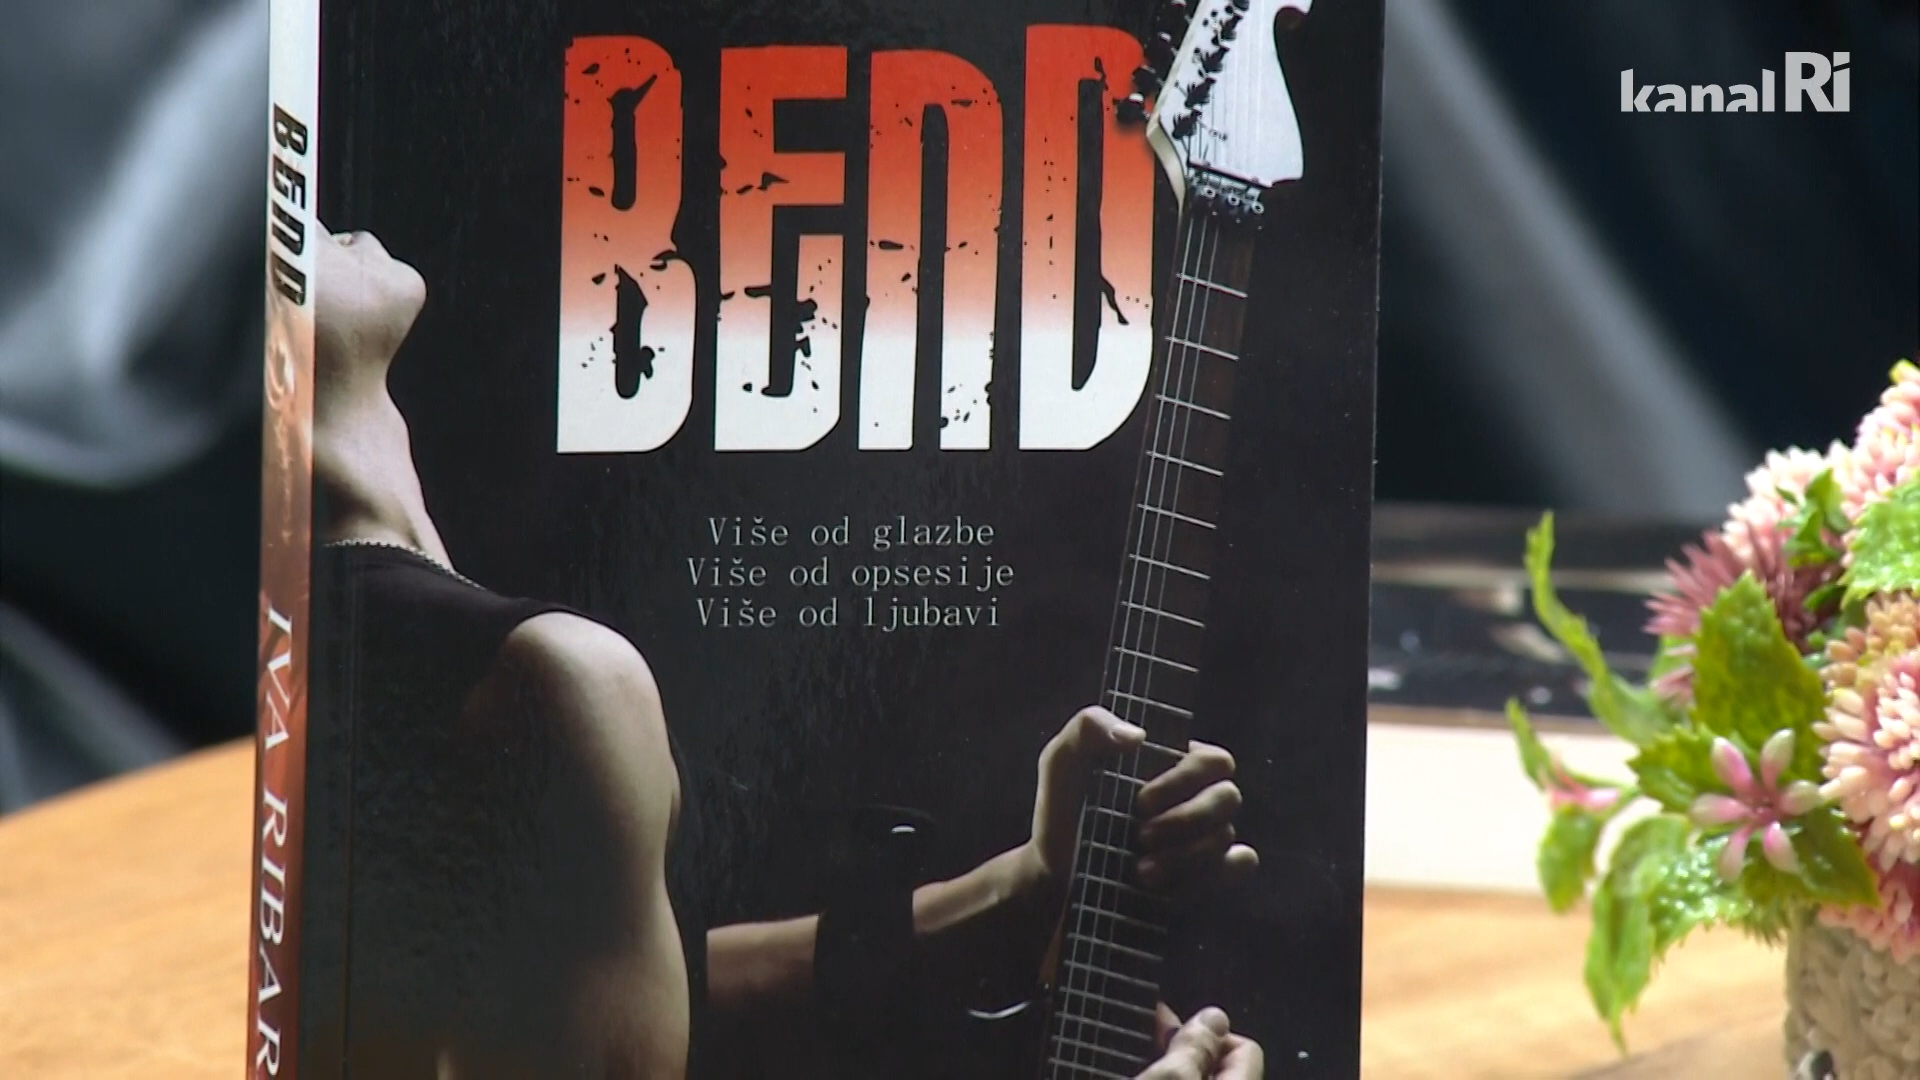 kanal Ri
BEND
Više od glazbe
Više od opsesije
Više od ljubavi
BEND
IVA RIBAR